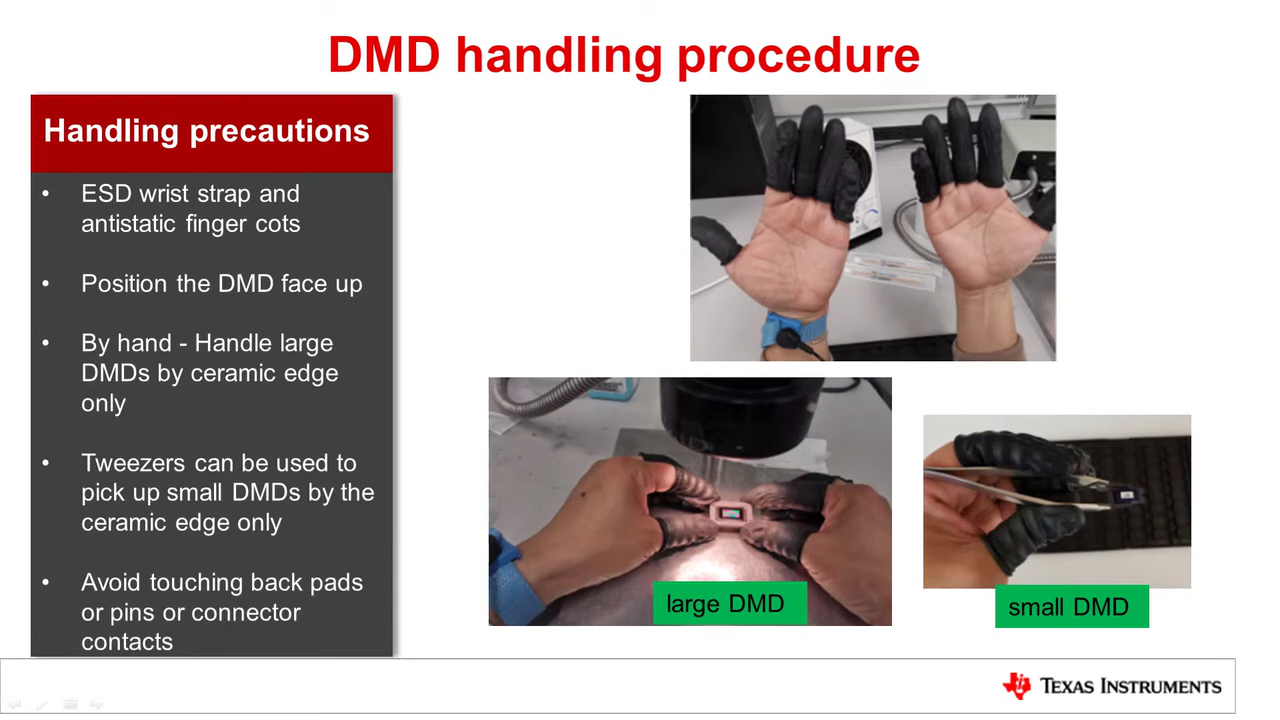 DMD handling procedure
Handling precautions
• ESD wrist strap and
antistatic finger cots
• Position the DMD face up
• By hand - Handle large
DMDs by ceramic edge
only
• Tweezers can be used to
pick up small DMDs by the
ceramic edge only
• Avoid touching back pads
or pins or connector
contacts
large DMD
small DMD
TEXAS INSTRUMENTS